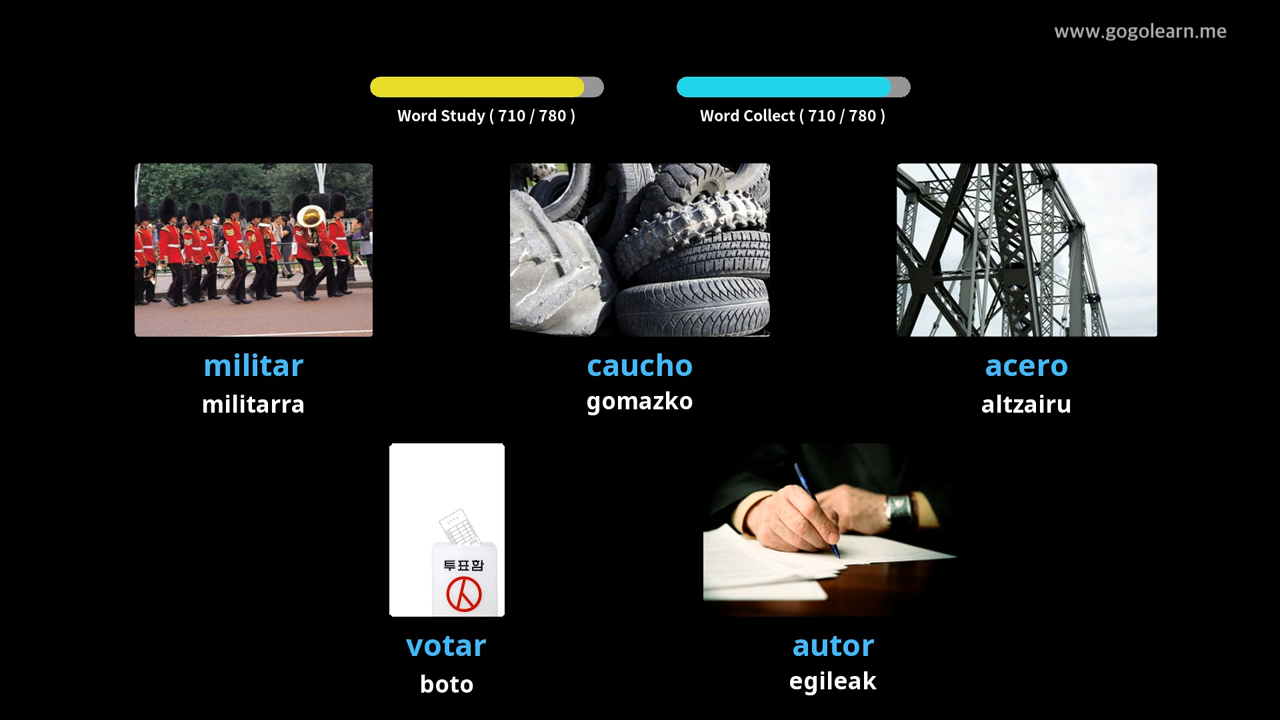 www.gogolearn.me
Word Study ( 710 / 780 )
Word Collect ( 710 / 780 )
militar
militarra
caucho
gomazko
acero
altzairu
투표함
votar
boto
autor
egileak